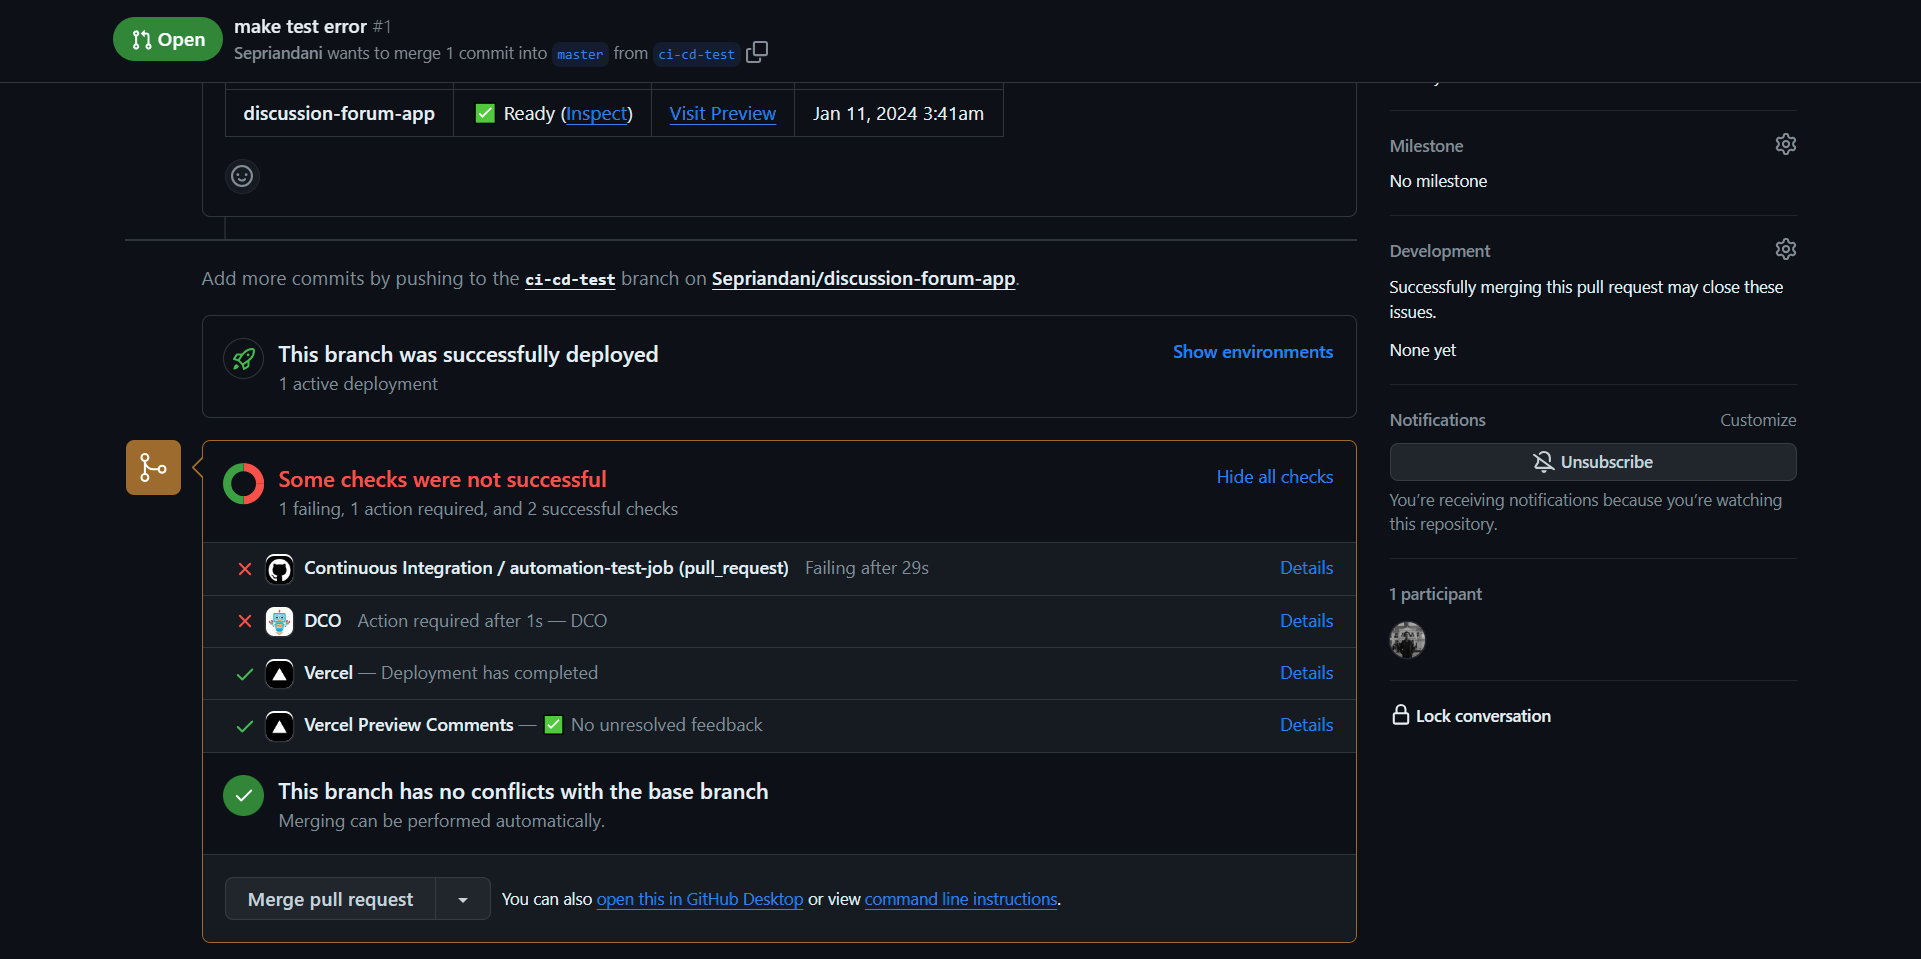 Open
make test error #1
Sepriandani wants to merge 1 commit into master from ci-cd-test
discussion-forum-app ✅ Ready (Inspect) Visit Preview Jan 11, 2024 3:41am
Add more commits by pushing to the ci-cd-test branch on Sepriandani/discussion-forum-app.
This branch was successfully deployed
1 active deployment
Show environments
Some checks were not successful
1 failing, 1 action required, and 2 successful checks
Hide all checks
Continuous Integration / automation-test-job (pull_request) Failing after 29s Details
DCO Action required after 1s — DCO Details
Vercel — Deployment has completed Details
Vercel Preview Comments — ✅ No unresolved feedback Details
This branch has no conflicts with the base branch
Merging can be performed automatically.
Merge pull request
You can also open this in GitHub Desktop or view command line instructions.
Milestone
No milestone
Development
Successfully merging this pull request may close these
issues.
None yet
Notifications
Customize
Unsubscribe
You’re receiving notifications because you’re watching
this repository.
1 participant
Lock conversation